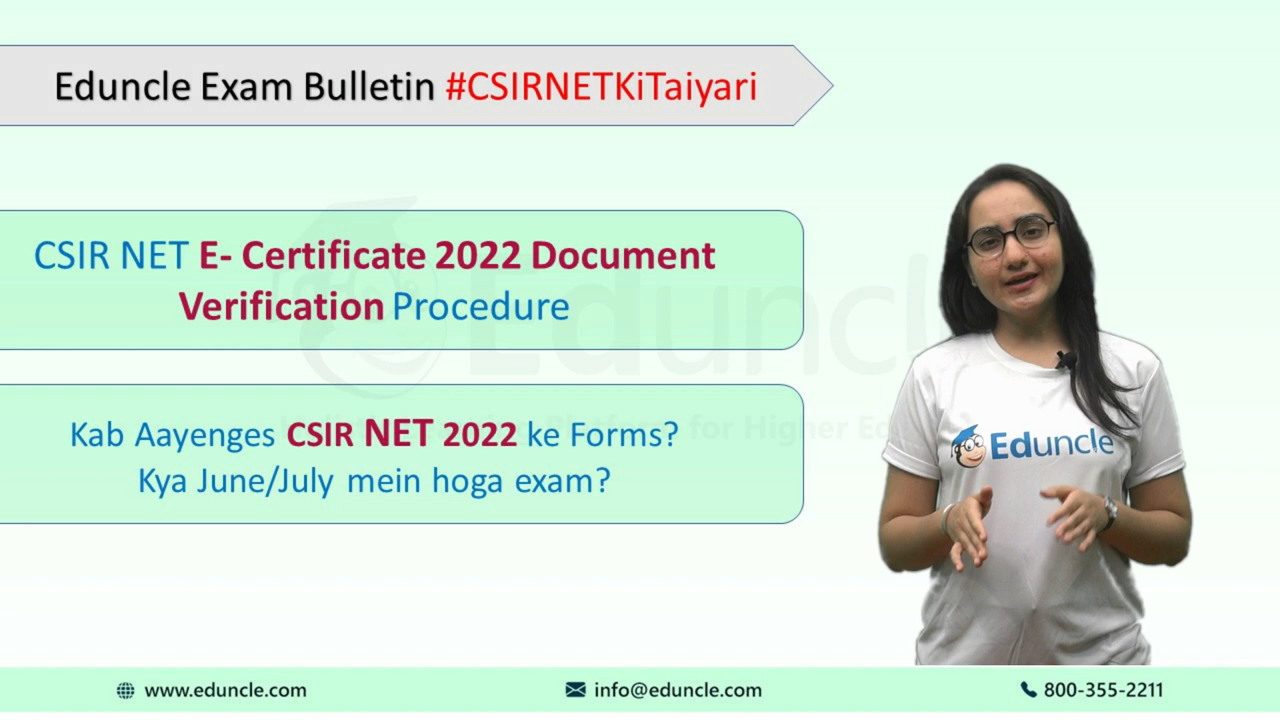 Eduncle Exam Bulletin #CSIRNETKiTaiyari
CSIR NET E- Certificate 2022 Document
Verification Procedure
Kab Aayenges CSIR NET 2022 ke Forms?
Kya June/July mein hoga exam?
Eduncle
Eduncle
www.eduncle.com
info@eduncle.com
800-355-2211